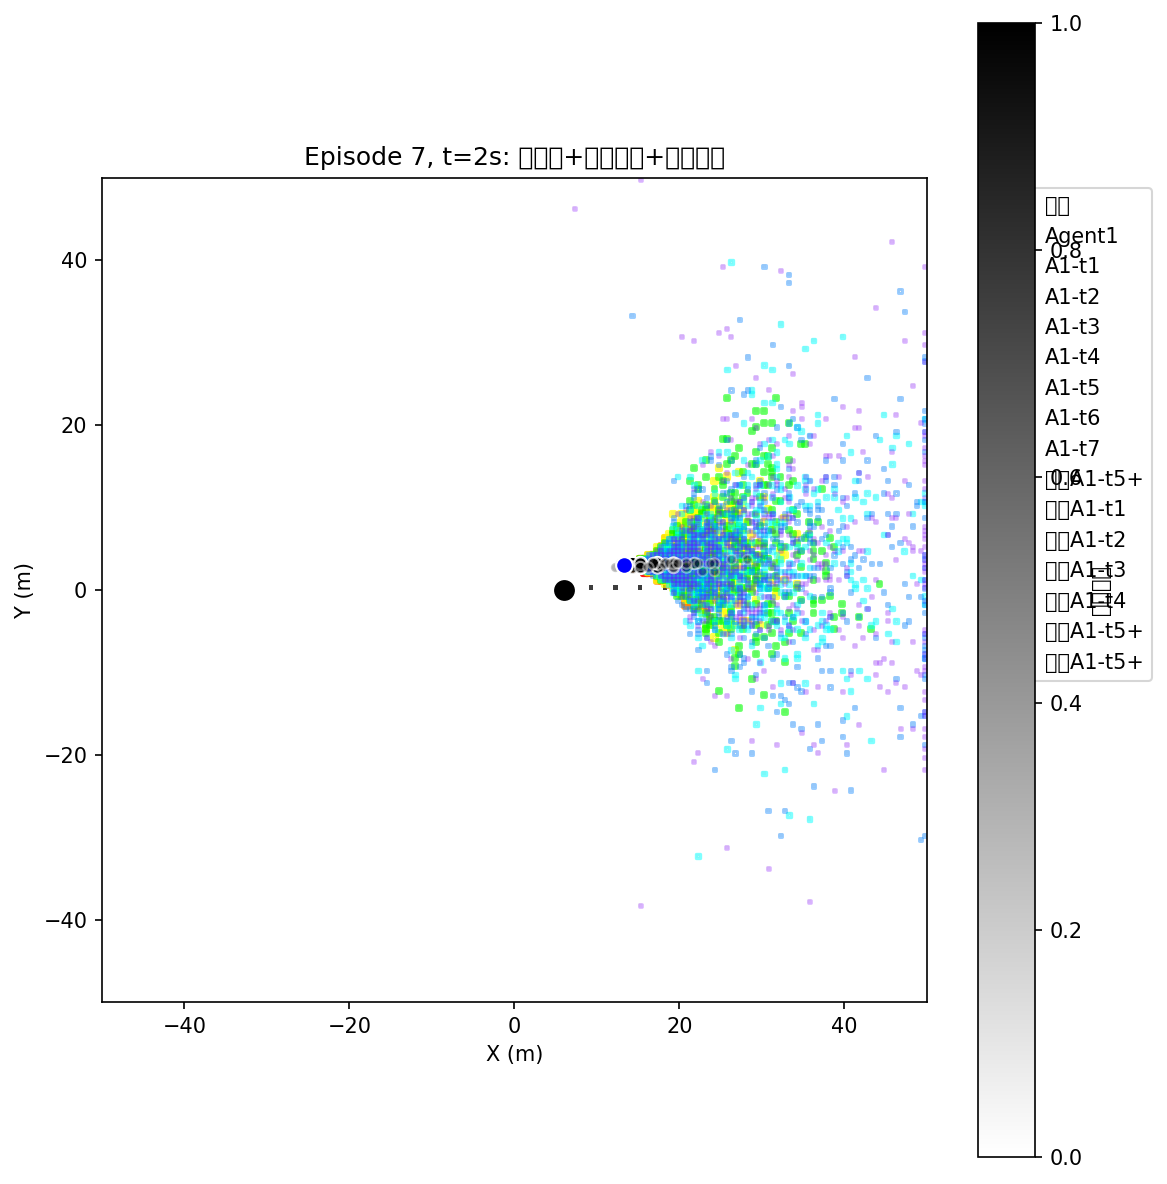 Episode 7, t=2s: □□□+□□□□+□□□□
40
20
0
−20
−40
Y (m)
−40
−20
0
20
40
X (m)
1.0
0.8
0.6
0.4
0.2
0.0
□□□□
□□
Agent1
A1-t1
A1-t2
A1-t3
A1-t4
A1-t5
A1-t6
A1-t7
□□A1-t5+
□□A1-t1
□□A1-t2
□□A1-t3
□□A1-t4
□□A1-t5+
□□A1-t5+